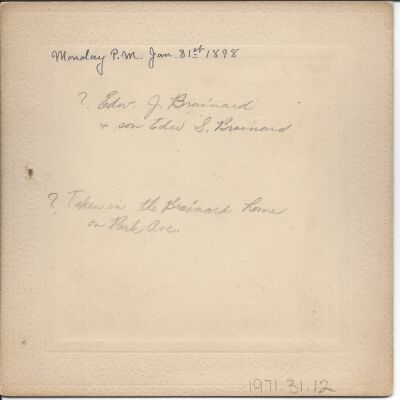 Monday P.M. Jan. 31st 1898
? Edw. J. Brainard
+ son Edw S. Brainard
? Taken in the Brainard home
on Park Ave.
1971.31.12